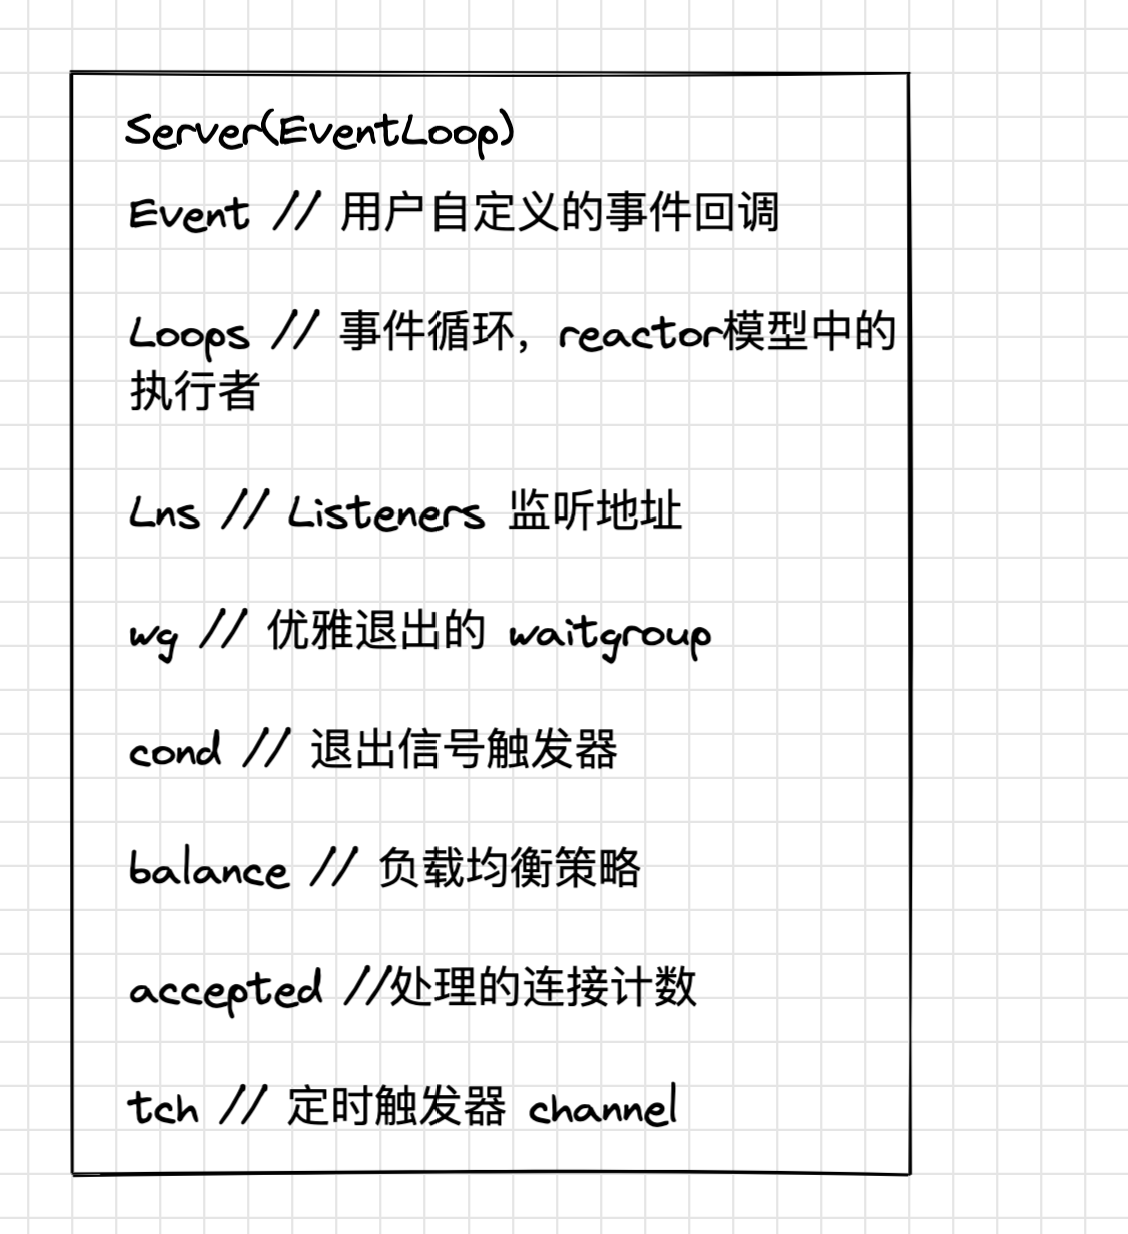 Server(EventLoop)
Event // 用户自定义的事件回调
Loops // 事件循环，reactor模型中的
执行者
Lns // Listeners 监听地址
wg // 优雅退出的 waitgroup
cond // 退出信号触发器
balance // 负载均衡策略
accepted //处理的连接计数
tch // 定时触发器 channel